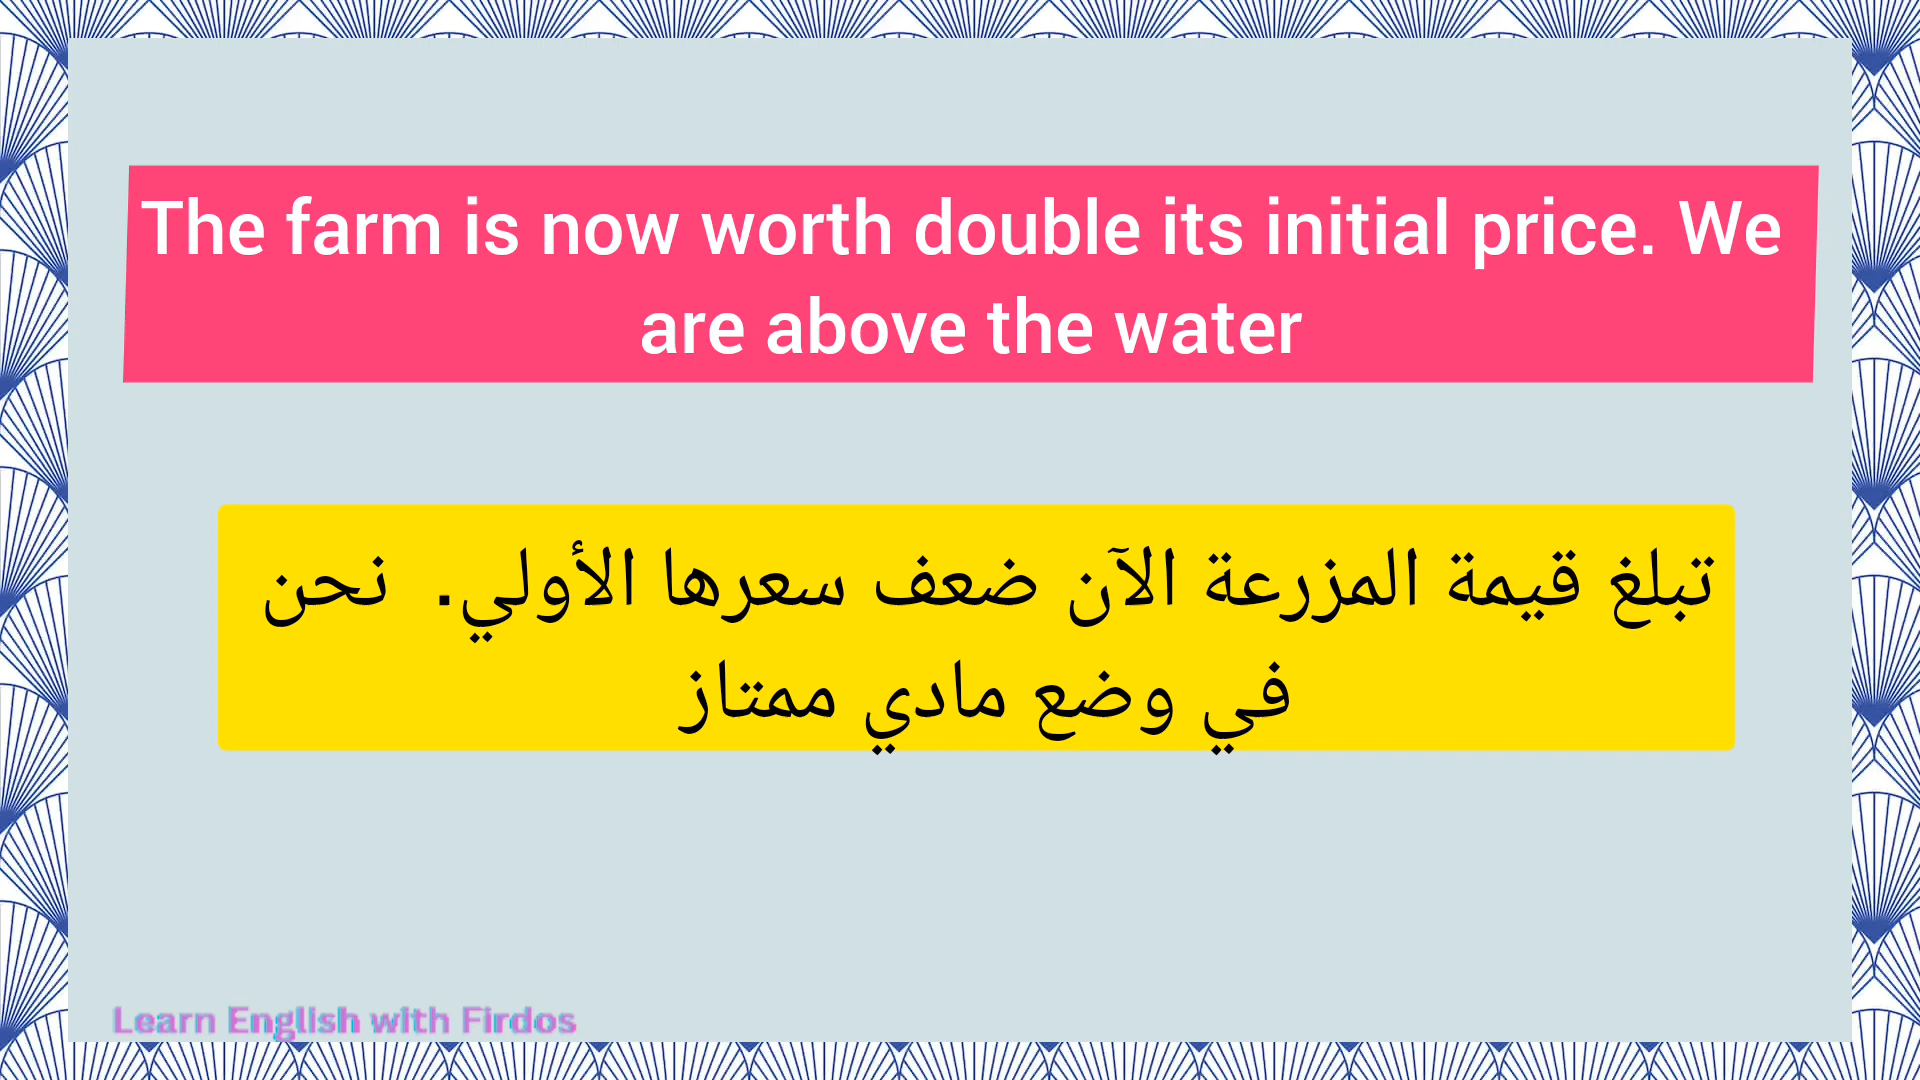 The farm is now worth double its initial price. We
are above the water
تبلغ قيمة المزرعة الآن ضعف سعرها الأولي. نحن
في وضع مادي ممتاز
Learn English with Firdos